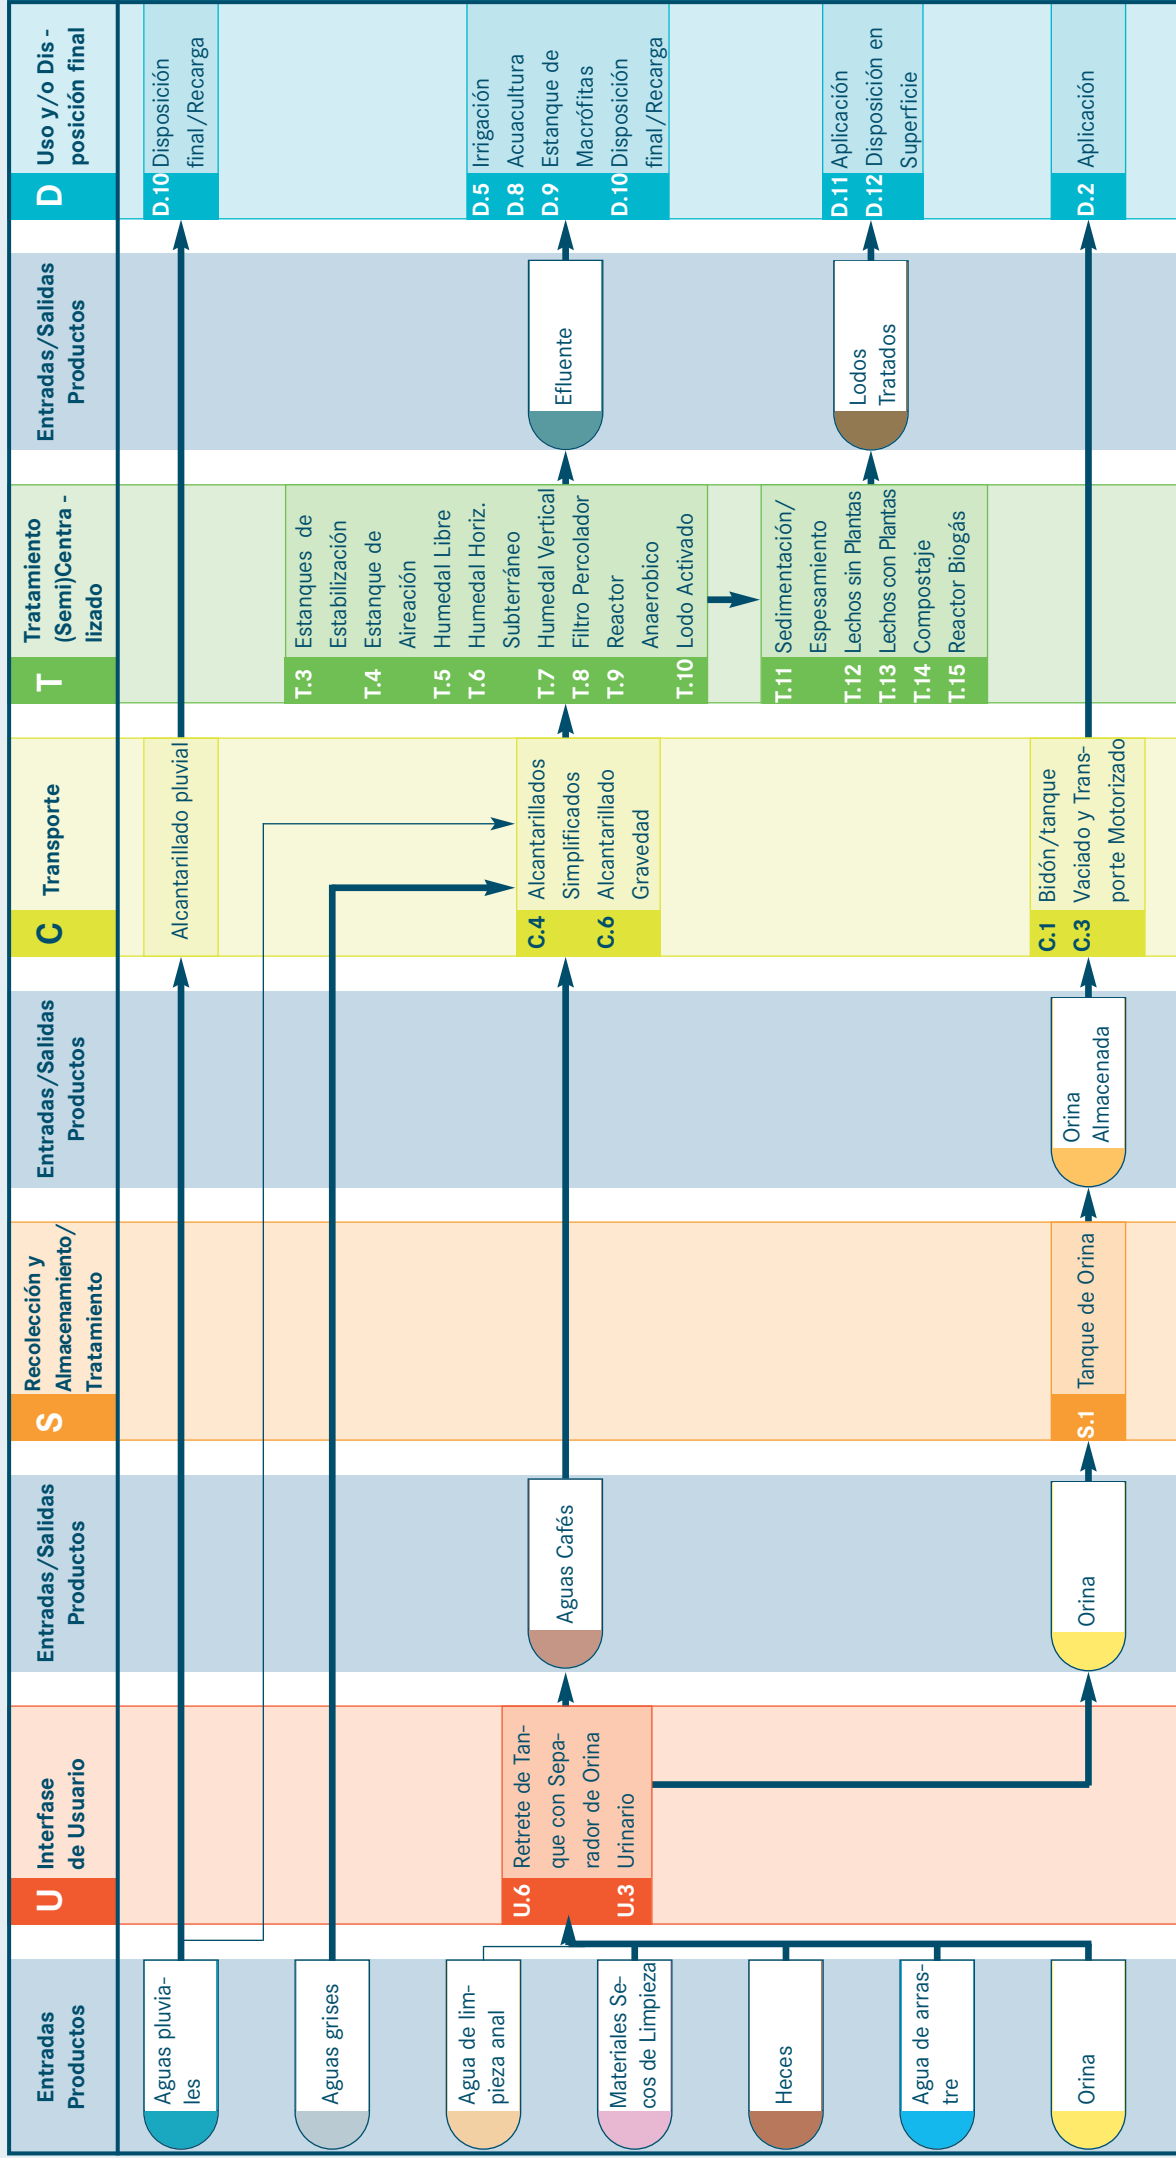 Entradas
Productos
U
Interfase
de Usuario
Entradas/Salidas
Productos
S
Recolección y
Almacenamiento/
Tratamiento
Entradas/Salidas
Productos
C
Transporte
T
Tratamiento
(Semi)Centra -
lizado
Entradas/Salidas
Productos
D
Uso y/o Dis -
posición final
Aguas pluvia-
les
Alcantarillado pluvial
D.10 Disposición
final/Recarga
Aguas grises
Agua de lim-
pieza anal
Materiales Se-
cos de Limpieza
Heces
Agua de arras-
tre
Orina
U.6 Retrete de Tan-
que con Sepa-
rador de Orina
U.3 Urinario
Aguas Cafés
C.4 Alcantarillados
Simplificados
C.6 Alcantarillado
Gravedad
T.3 Estanques de
Estabilización
T.4 Estanque de
Aireación
T.5 Humedal Libre
T.6 Humedal Horiz.
Subterráneo
T.7 Humedal Vertical
T.8 Filtro Percolador
T.9 Reactor
Anaerobico
T.10 Lodo Activado
Efluente
D.5 Irrigación
D.8 Acuacultura
D.9 Estanque de
Macrófitas
D.10 Disposición
final/Recarga
T.11 Sedimentación/
Espesamiento
T.12 Lechos sin Plantas
T.13 Lechos con Plantas
T.14 Compostaje
T.15 Reactor Biogás
Lodos
Tratados
D.11 Aplicación
D.12 Disposición en
Superficie
Orina
S.1 Tanque de Orina
Orina
Almacenada
C.1 Bidón/tanque
C.3 Vaciado y Trans-
porte Motorizado
D.2 Aplicación